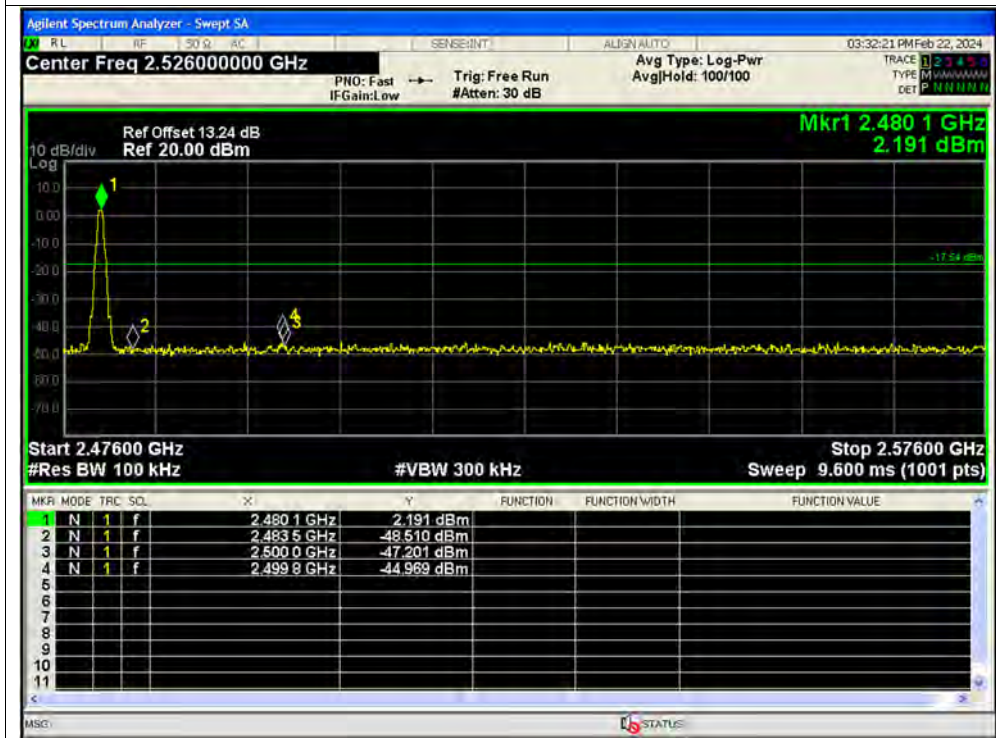 Agilent Spectrum Analyzer - Swept SA
RL RF 50 Ω AC SENSE:INT ALIGN AUTO 03:32:21 PM Feb 22, 2024
Center Freq 2.526000000 GHz
PNO: Fast
IFGain:Low
Trig: Free Run
#Atten: 30 dB
Avg Type: Log-Pwr
Avg|Hold: 100/100
TRACE 1 2 3 4 5 6
TYPE M
DET P N N N N N
Mkr1 2.480 1 GHz
2.191 dBm
Ref Offset 13.24 dB
10 dB/div Ref 20.00 dBm
Log
10.0
0.00
-10.0
-20.0
-30.0
-40.0
-50.0
-60.0
-70.0
1
2
4
3
-17.54 dBm
Start 2.47600 GHz Stop 2.57600 GHz
#Res BW 100 kHz #VBW 300 kHz Sweep 9.600 ms (1001 pts)
MKR MODE TRC SCL X Y FUNCTION FUNCTION WIDTH FUNCTION VALUE
1 N 1 f 2.480 1 GHz 2.191 dBm
2 N 1 f 2.483 5 GHz -48.510 dBm
3 N 1 f 2.500 0 GHz -47.201 dBm
4 N 1 f 2.499 8 GHz -44.969 dBm
5
6
7
8
9
10
11
MSG STATUS